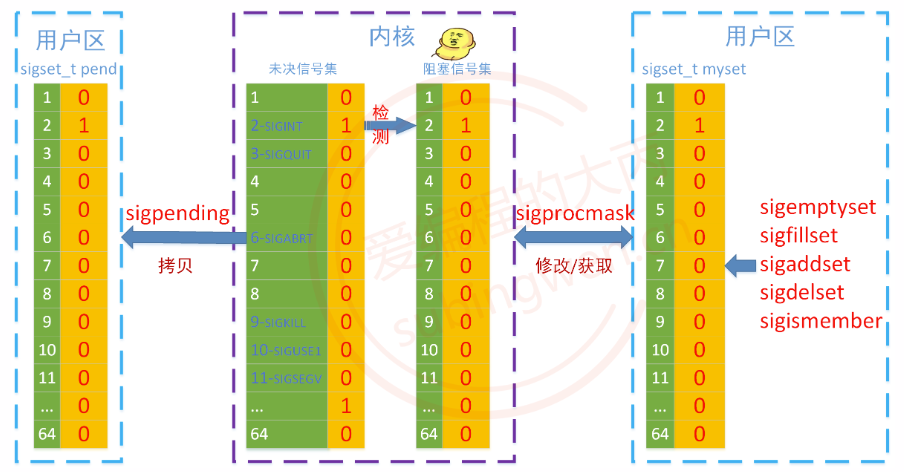 用户区
sigset_t pend
1 0
2 1
3 0
4 0
5 0
6 0
7 0
8 0
9 0
10 0
11 0
... 0
64 0
sigpending
拷贝
内核
未决信号集
1 0
2-SIGINT 1
3-SIGQUIT 0
4 0
5 0
6-SIGABRT 0
7 0
8 0
9-SIGKILL 0
10-SIGUSE1 0
11-SIGSEGV 0
... 1
64 0
检测
阻塞信号集
1 0
2 1
3 0
4 0
5 0
6 0
7 0
8 0
9 0
10 0
11 0
... 0
64 0
sigprocmask
修改/获取
用户区
sigset_t myset
1 0
2 1
3 0
4 0
5 0
6 0
7 0
8 0
9 0
10 0
11 0
... 0
64 0
sigemptyset
sigfillset
sigaddset
sigdelset
sigismember
爱编程的大丙